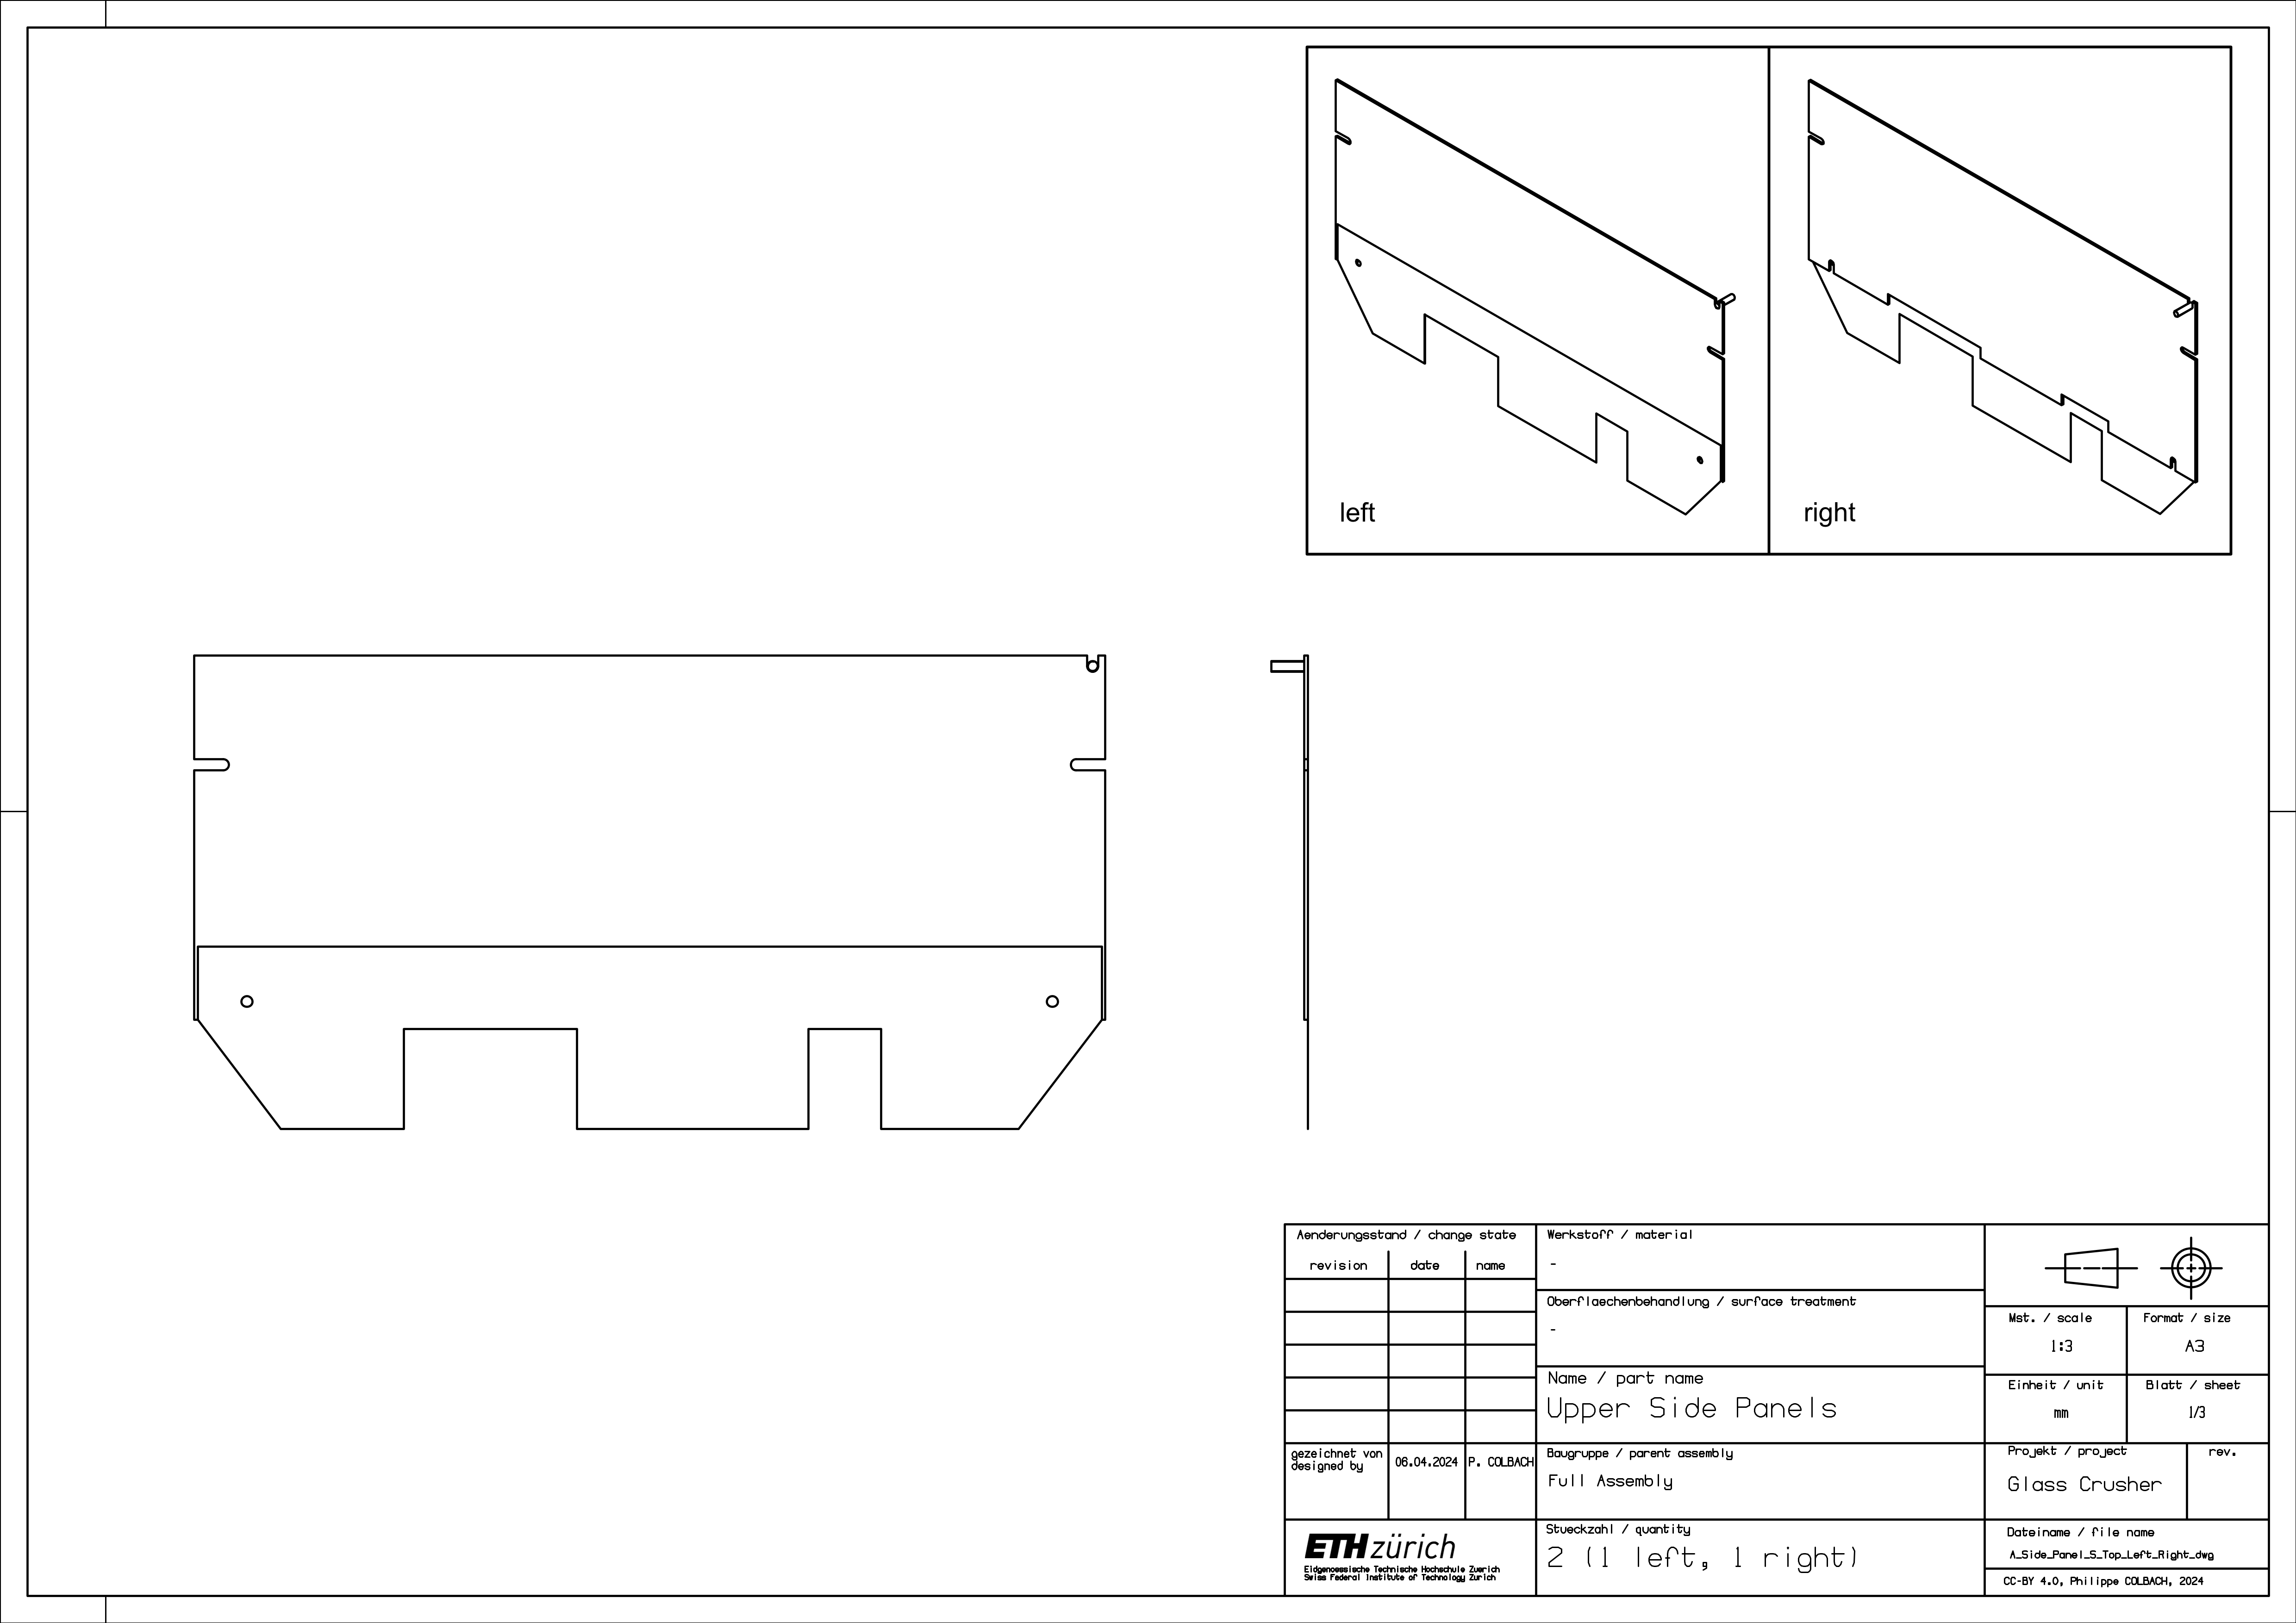 left
right
Aenderungsstand / change state
revision date name
gezeichnet von
designed by
06.04.2024 P. COLBACH
ETH zürich
Eidgenoessische Technische Hochschule Zuerich
Swiss Federal Institute of Technology Zurich
Werkstoff / material
-
Oberflaechenbehandlung / surface treatment
-
Name / part name
Upper Side Panels
Baugruppe / parent assembly
Full Assembly
Stueckzahl / quantity
2 (1 left, 1 right)
Mst. / scale
1:3
Format / size
A3
Einheit / unit
mm
Blatt / sheet
1/3
Projekt / project
Glass Crusher
rev.
Dateiname / file name
A_Side_Panel_S_Top_Left_Right_dwg
CC-BY 4.0, Philippe COLBACH, 2024